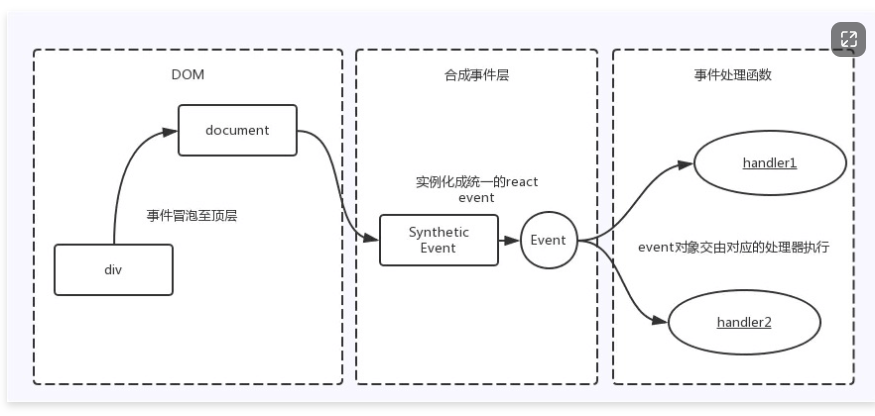 DOM
document
事件冒泡至顶层
div
合成事件层
实例化成统一的react
event
Synthetic
Event
Event
事件处理函数
handler1
event对象交由对应的处理器执行
handler2